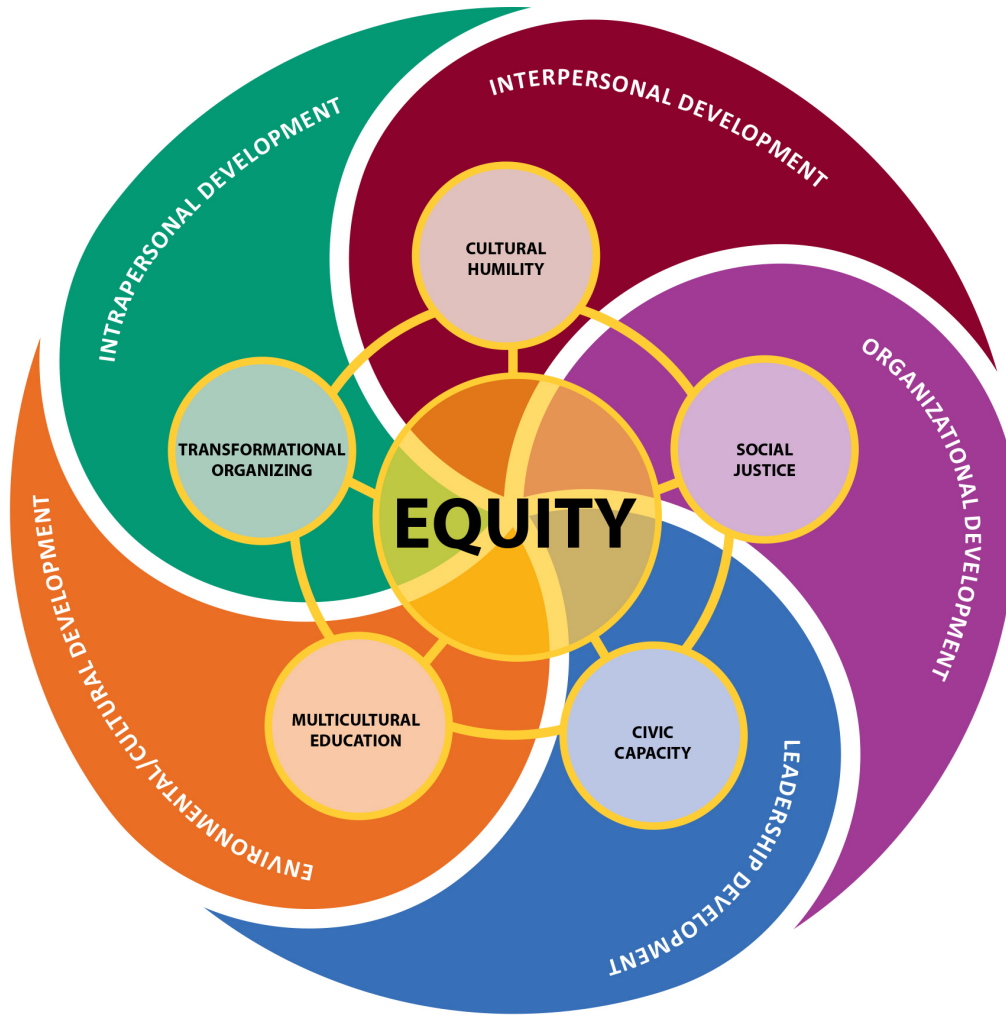 INTRAPERSONAL DEVELOPMENT
INTERPERSONAL DEVELOPMENT
CULTURAL
HUMILITY
ORGANIZATIONAL DEVELOPMENT
TRANSFORMATIONAL
ORGANIZING
SOCIAL
JUSTICE
EQUITY
ENVIRONMENTAL/CULTURAL DEVELOPMENT
MULTICULTURAL
EDUCATION
CIVIC
CAPACITY
LEADERSHIP DEVELOPMENT